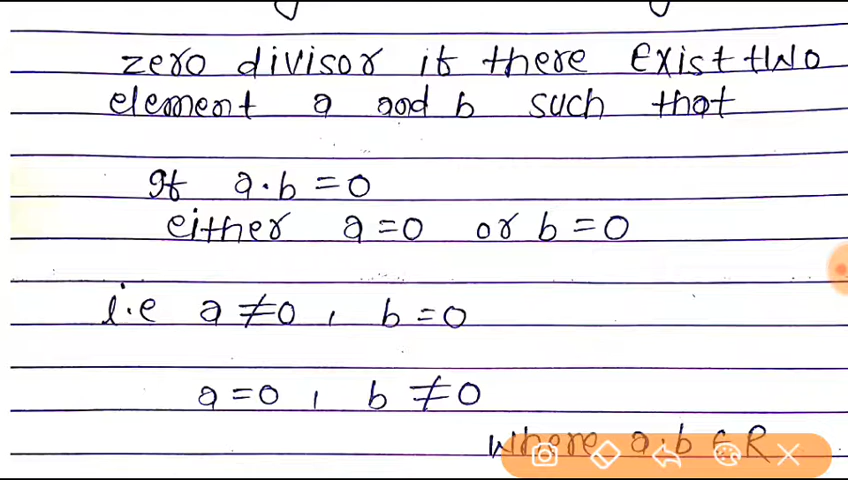 zero divisor if there Exist two
element a and b such that
If a.b = 0
either a = 0 or b = 0
i.e a ≠ 0 , b = 0
a = 0 , b ≠ 0
where a.b ∈ R